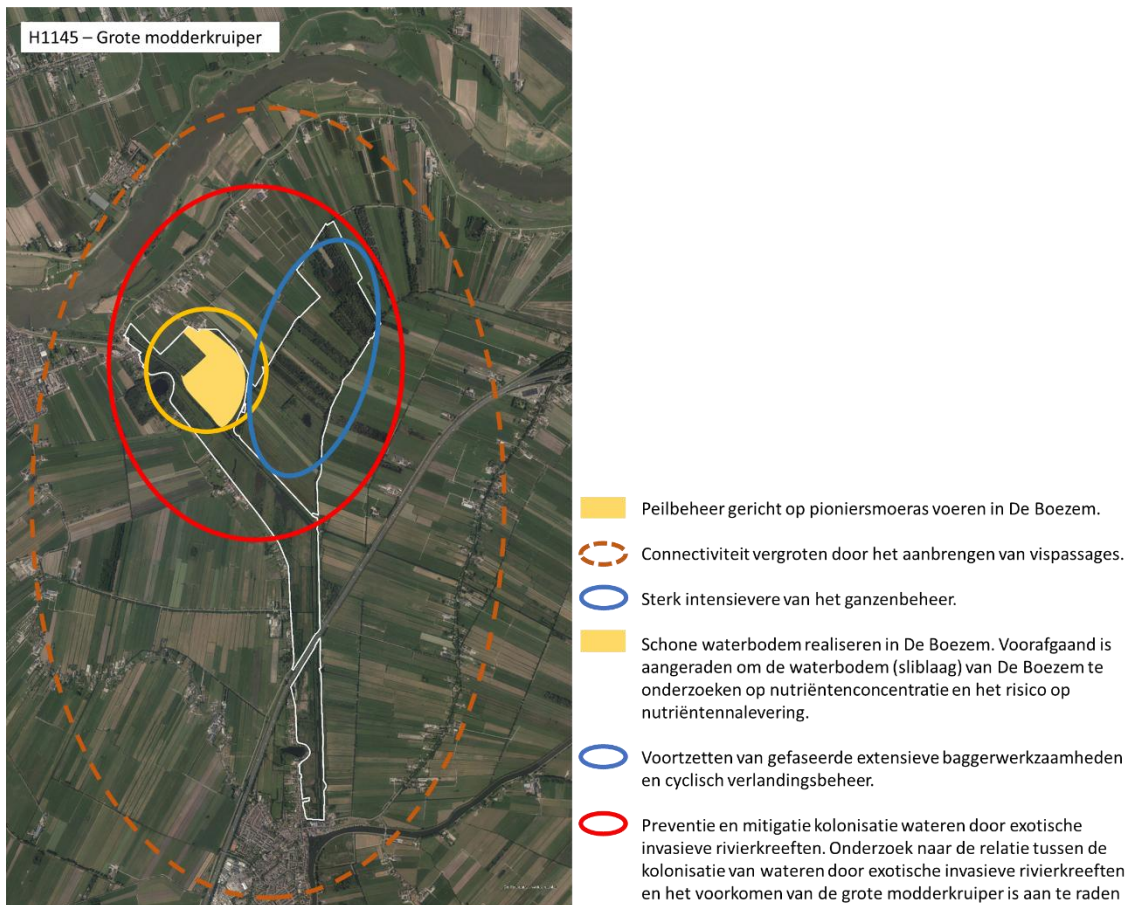 H1145 – Grote modderkruiper
Peilbeheer gericht op pioniersmoeras voeren in De Boezem.
Connectiviteit vergroten door het aanbrengen van vispassages.
Sterk intensievere van het ganzenbeheer.
Schone waterbodem realiseren in De Boezem. Voorafgaand is
aangeraden om de waterbodem (sliblaag) van De Boezem te
onderzoeken op nutriëntenconcentratie en het risico op
nutriëntennalevering.
Voortzetten van gefaseerde extensieve baggerwerkzaamheden
en cyclisch verlandingsbeheer.
Preventie en mitigatie kolonisatie wateren door exotische
invasieve rivierkreeften. Onderzoek naar de relatie tussen de
kolonisatie van wateren door exotische invasieve rivierkreeften
en het voorkomen van de grote modderkruiper is aan te raden